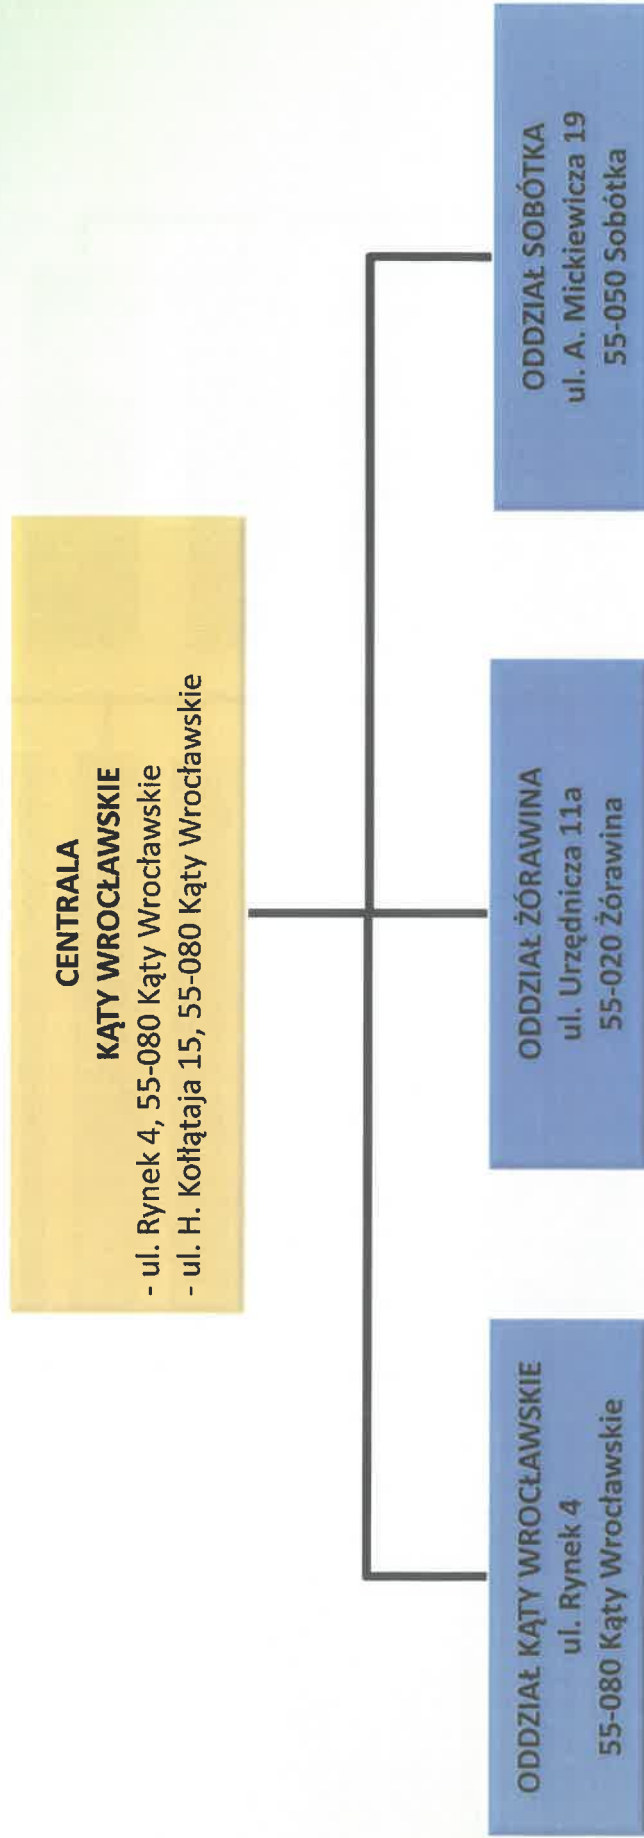 CENTRALA
KĄTY WROCŁAWSKIE
- ul. Rynek 4, 55-080 Kąty Wrocławskie
- ul. H. Kołłątaja 15, 55-080 Kąty Wrocławskie
ODDZIAŁ KĄTY WROCŁAWSKIE
ul. Rynek 4
55-080 Kąty Wrocławskie
ODDZIAŁ ŻÓRAWINA
ul. Urzędnicza 11a
55-020 Żórawina
ODDZIAŁ SOBÓTKA
ul. A. Mickiewicza 19
55-050 Sobótka